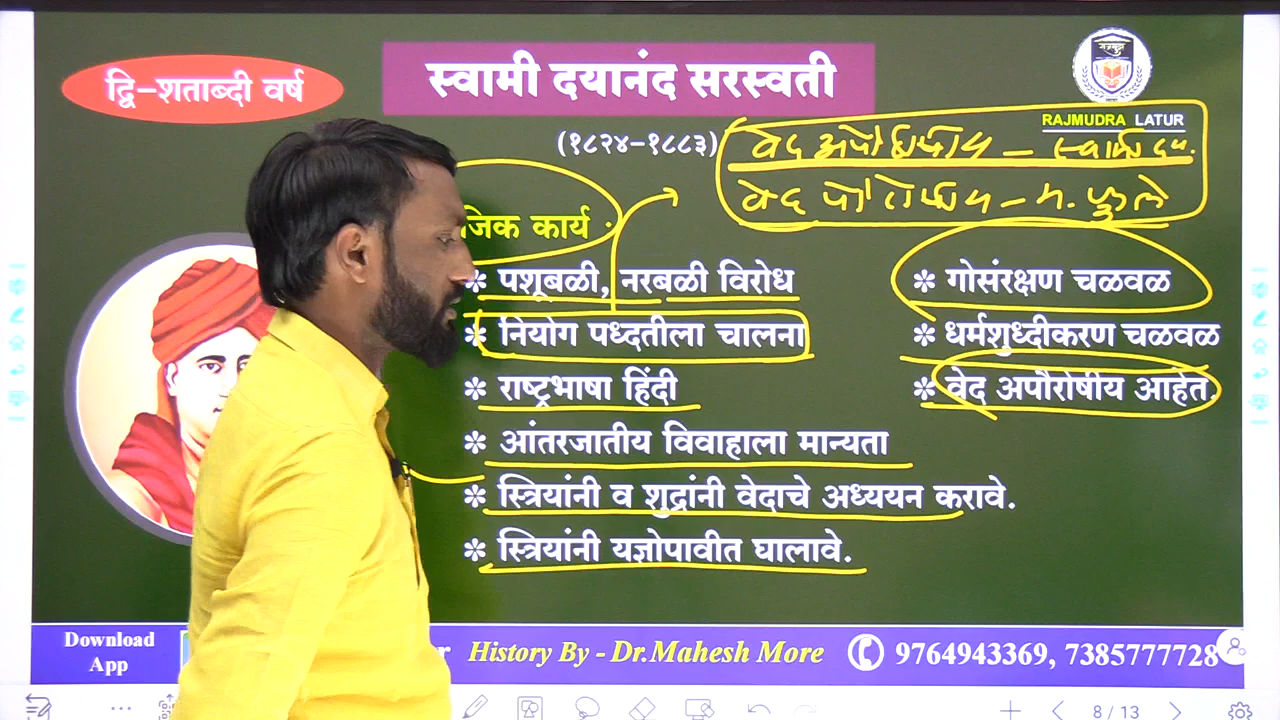 द्वि-शताब्दी वर्ष
स्वामी दयानंद सरस्वती
RAJMUDRA LATUR
(१८२४-१८८३)
वेद अपौरुषीय – स्वामी दया.
वेद पौरुषीय – म. फुले
जिक कार्य
* पशूबळी, नरबळी विरोध
* गोसंरक्षण चळवळ
* नियोग पध्दतीला चालना
* धर्मशुध्दीकरण चळवळ
* राष्ट्रभाषा हिंदी
* वेद अपौरोषीय आहेत.
* आंतरजातीय विवाहाला मान्यता
* स्त्रियांनी व शुद्रांनी वेदाचे अध्ययन करावे.
* स्त्रियांनी यज्ञोपावीत घालावे.
Download
App
r History By - Dr.Mahesh More
9764943369, 7385777728
8 / 13